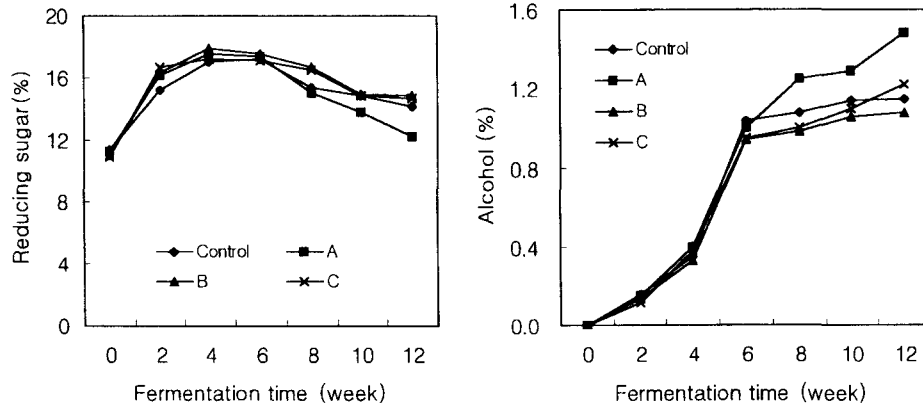 20
16
12
8
4
0
Reducing sugar (%)
Control
A
B
C
0 2 4 6 8 10 12
Fermentation time (week)
1.6
1.2
0.8
0.4
0.0
Alcohol (%)
Control
A
B
C
0 2 4 6 8 10 12
Fermentation time (week)